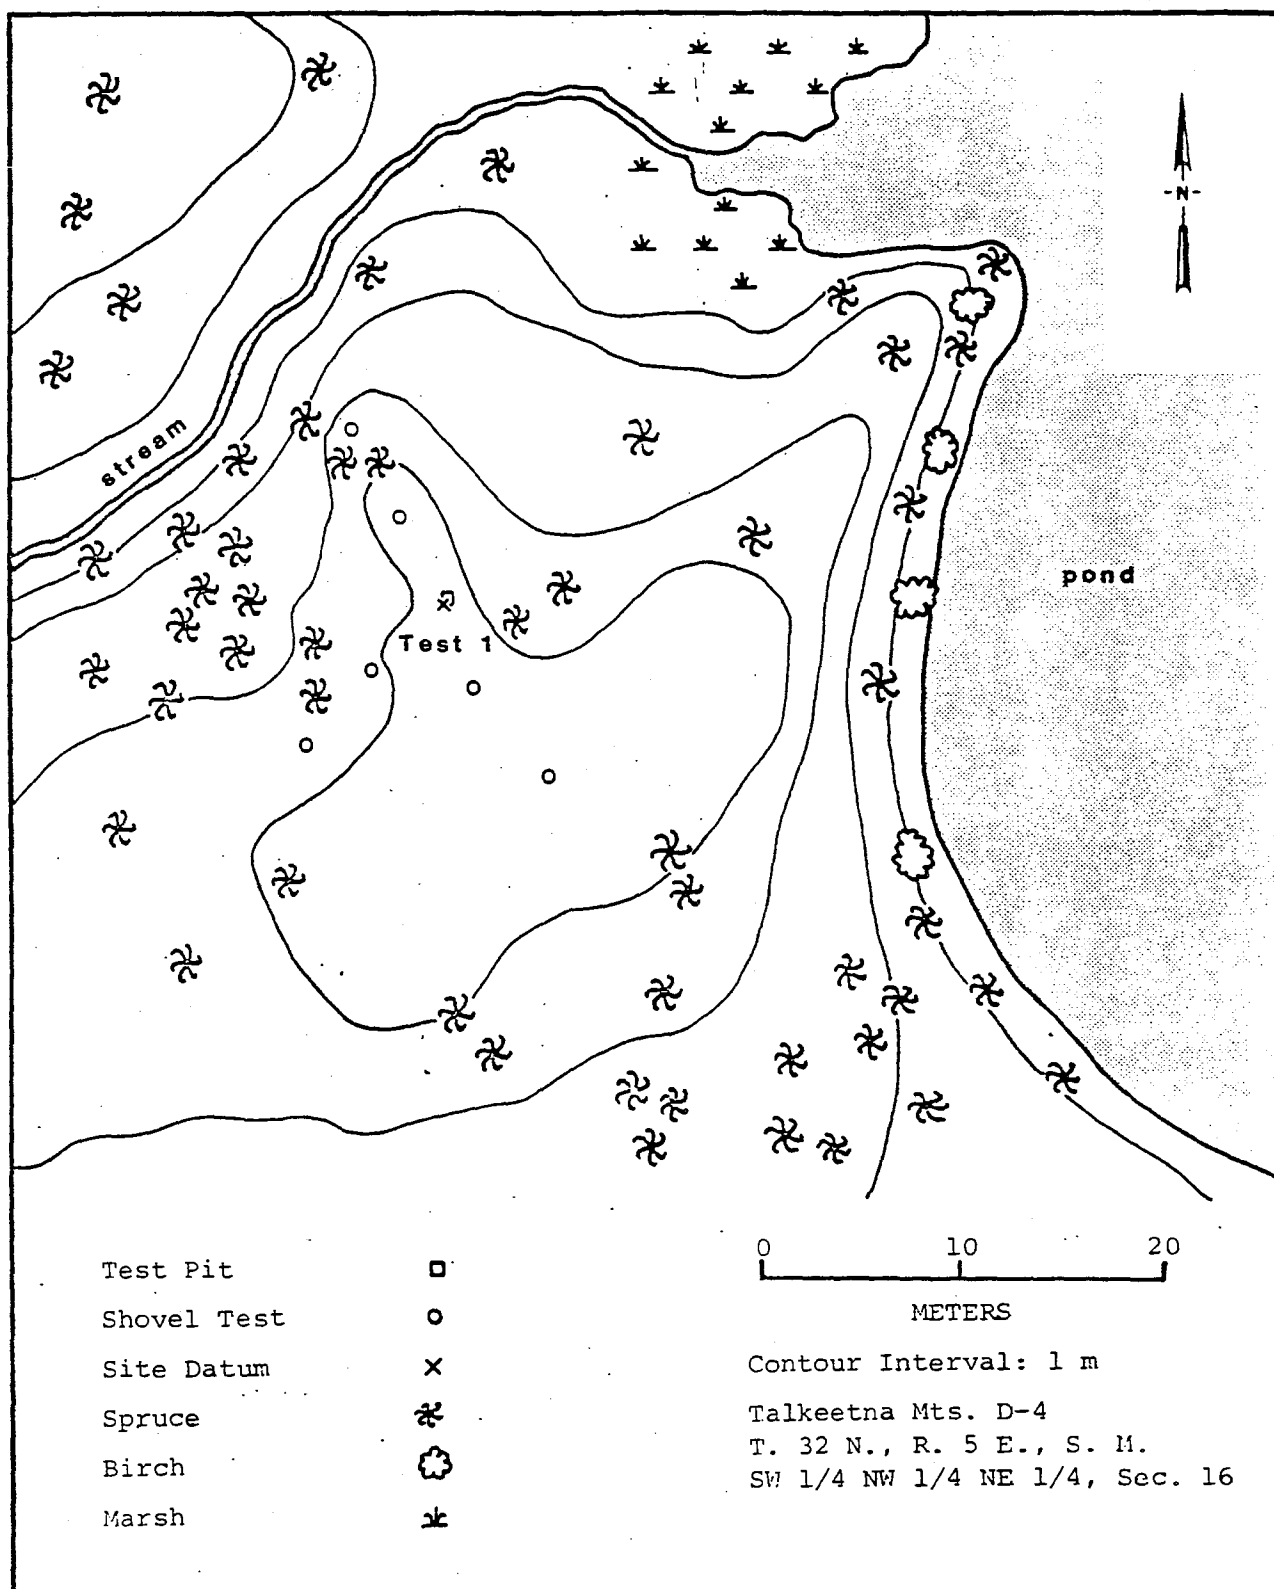 -N-
stream
pond
Test 1
Test Pit
Shovel Test
Site Datum
Spruce
Birch
Marsh
0 10 20
METERS
Contour Interval: 1 m
Talkeetna Mts. D-4
T. 32 N., R. 5 E., S. M.
SW 1/4 NW 1/4 NE 1/4, Sec. 16